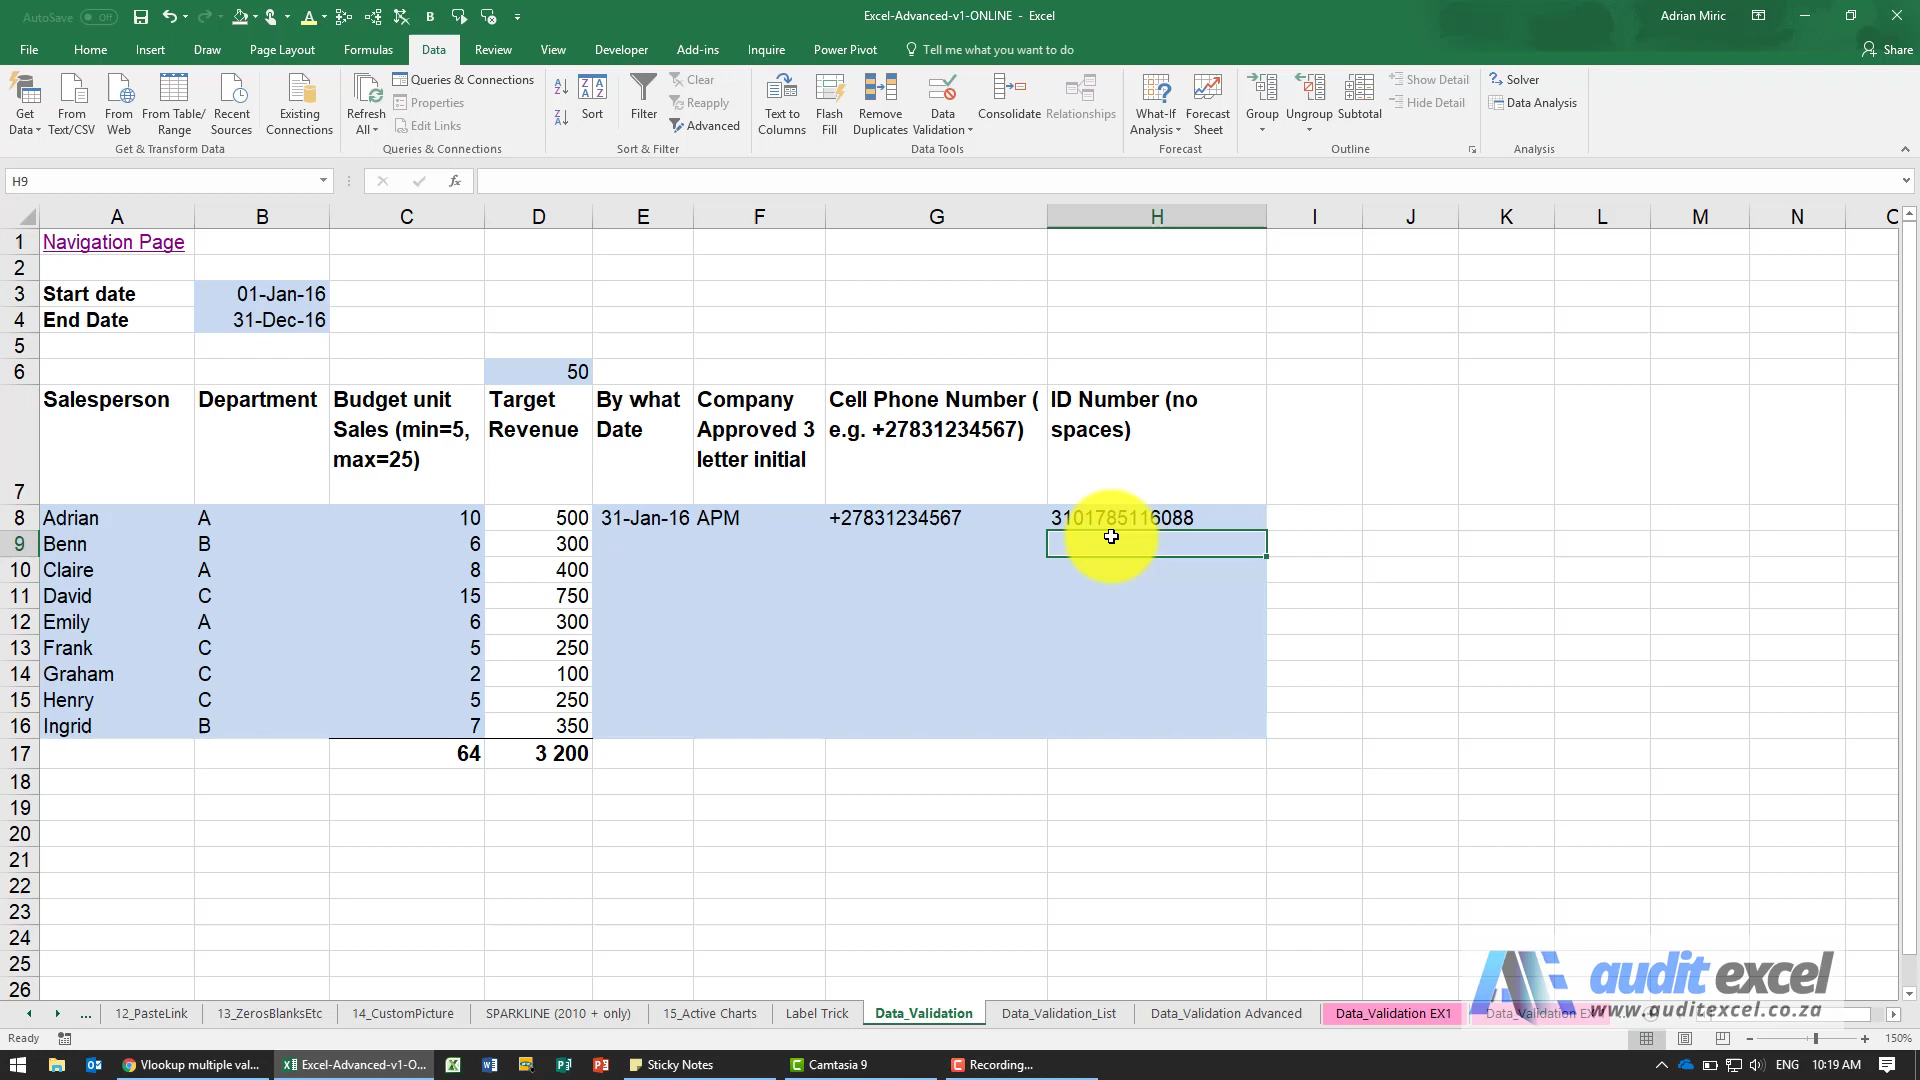 AutoSave Off
Excel-Advanced-v1-ONLINE - Excel
Adrian Miric
File Home Insert Draw Page Layout Formulas Data Review View Developer Add-ins Inquire Power Pivot Tell me what you want to do Share
Get Data
From Text/CSV
From Web
From Table/ Range
Recent Sources
Existing Connections
Get & Transform Data
Refresh All
Queries & Connections
Properties
Edit Links
Queries & Connections
Sort
Filter
Clear
Reapply
Advanced
Sort & Filter
Text to Columns
Flash Fill
Remove Duplicates
Data Validation
Consolidate
Relationships
Data Tools
What-If Analysis
Forecast Sheet
Forecast
Group
Ungroup
Subtotal
Show Detail
Hide Detail
Outline
Solver
Data Analysis
Analysis
H9
A B C D E F G H I J K L M N O
1 Navigation Page
2
3 Start date 01-Jan-16
4 End Date 31-Dec-16
5
6 50
7 Salesperson Department Budget unit Sales (min=5, max=25) Target Revenue By what Date Company Approved 3 letter initial Cell Phone Number ( e.g. +27831234567) ID Number (no spaces)
8 Adrian A 10 500 31-Jan-16 APM +27831234567 3101785116088
9 Benn B 6 300
10 Claire A 8 400
11 David C 15 750
12 Emily A 6 300
13 Frank C 5 250
14 Graham C 2 100
15 Henry C 5 250
16 Ingrid B 7 350
17 64 3 200
18
19
20
21
22
23
24
25
26
audit excel
www.auditexcel.co.za
... 12_PasteLink 13_ZerosBlanksEtc 14_CustomPicture SPARKLINE (2010 + only) 15_Active Charts Label Trick Data_Validation Data_Validation_List Data_Validation Advanced Data_Validation EX1 Data_Validation
Ready
150%
Vlookup multiple val...
Excel-Advanced-v1-O...
Sticky Notes
Camtasia 9
Recording...
ENG
10:19 AM